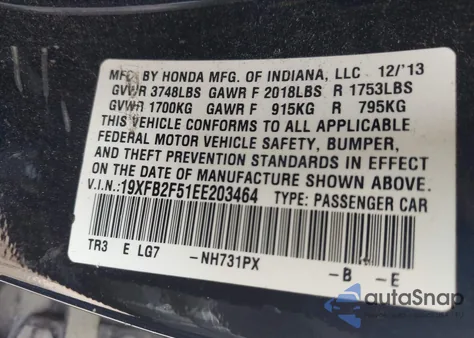 MFD. BY HONDA MFG. OF INDIANA, LLC 12/'13
GVWR 3748LBS GAWR F 2018LBS R 1753LBS
GVWR 1700KG GAWR F 915KG R 795KG
THIS VEHICLE CONFORMS TO ALL APPLICABLE
FEDERAL MOTOR VEHICLE SAFETY, BUMPER,
AND THEFT PREVENTION STANDARDS IN EFFECT
ON THE DATE OF MANUFACTURE SHOWN ABOVE.
V.I.N.:19XFB2F51EE203464 TYPE: PASSENGER CAR
TR3 E LG7 -NH731PX -B -E
autoSnap